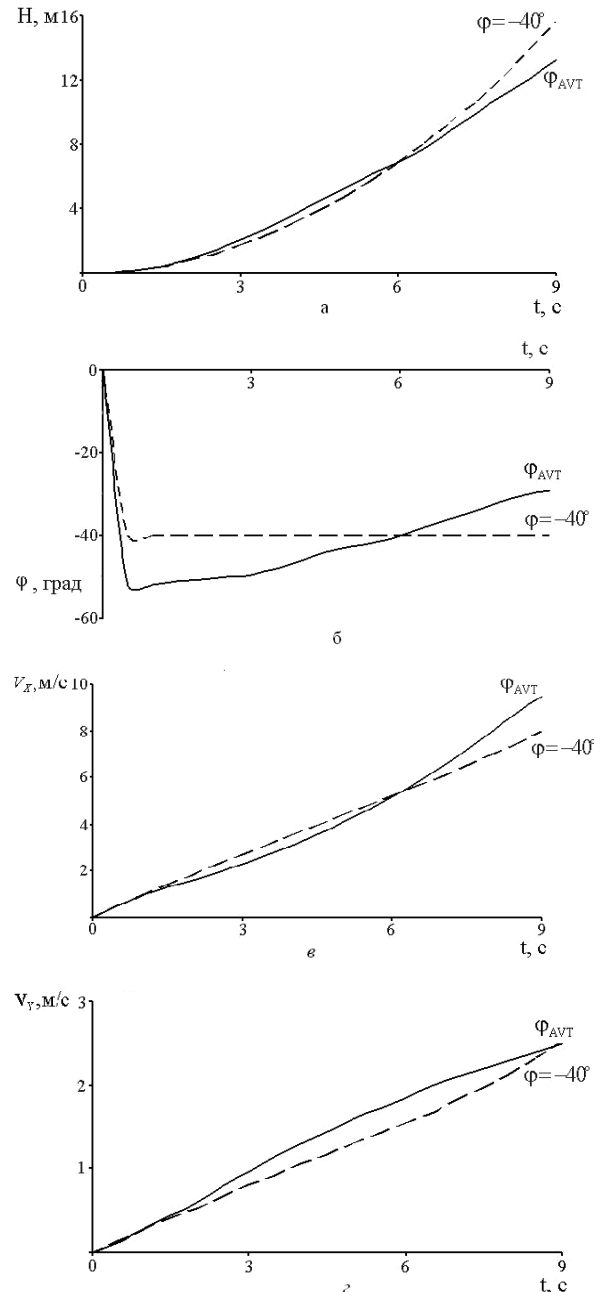 H, м 16
φ= –40°
12
φAVT
8
4
0 3 6 9
а t, с
t, с
0 3 6 9
-20
φAVT
φ= –40°
-40
φ , град
-60
б
VX, м/с 10
φAVT
8
φ= –40°
6
4
2
0 3 6 9
в t, с
VY, м/с 3
φAVT
φ= –40°
2
1
0 3 6 9
г t, с